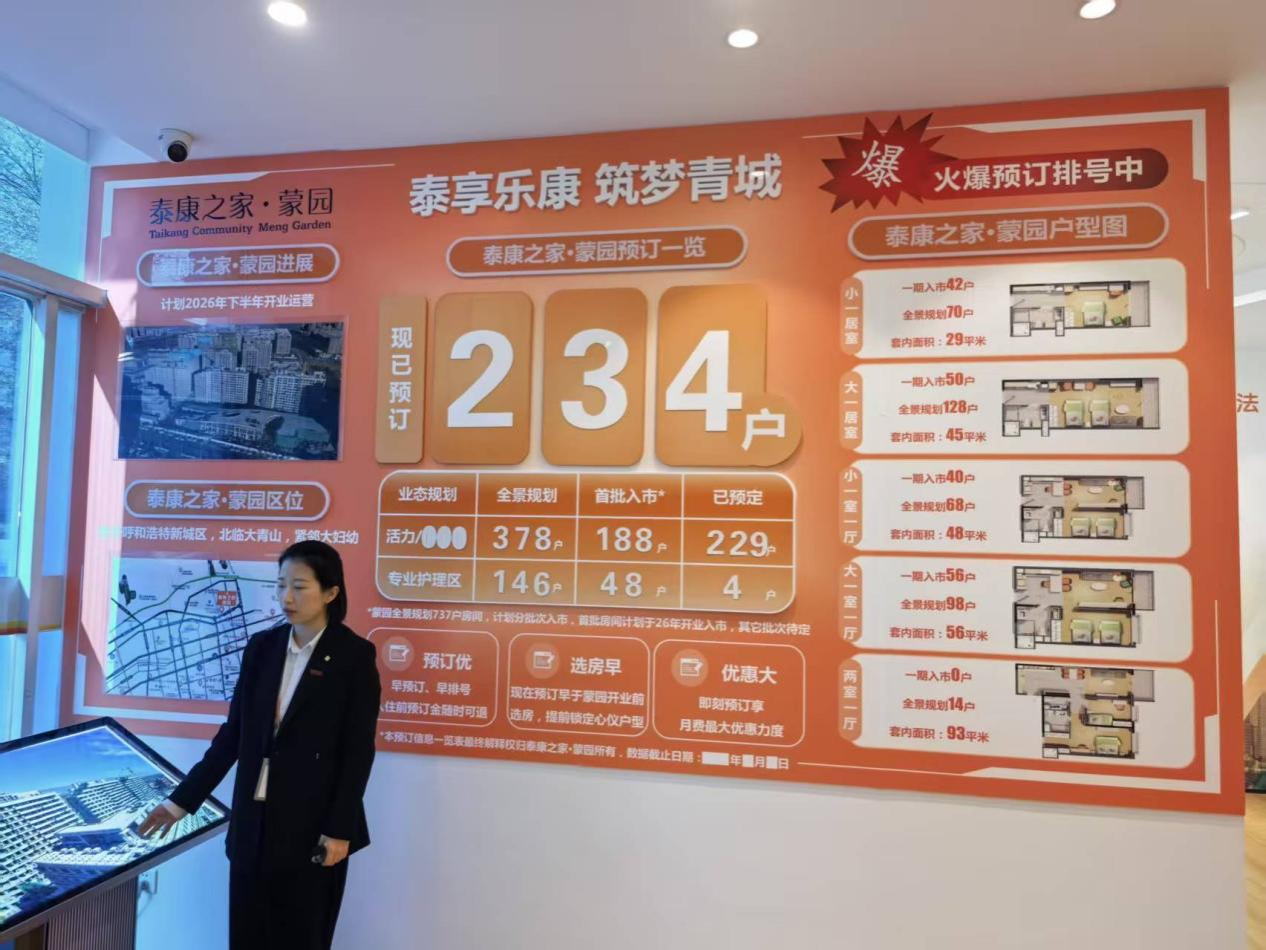 泰康之家·蒙园
Taikang Community Meng Garden
泰康之家·蒙园进展
计划2026年下半年开业运营
泰康之家·蒙园区位
呼和浩特新城区，北临大青山，紧邻大妇幼
泰享乐康 筑梦青城
泰康之家·蒙园预订一览
现已预订
234户
业态规划 全景规划 首批入市* 已预定
活力/ 378户 188户 229户
专业护理区 146户 48户 4户
*蒙园全景规划737户房间，计划分批次入市，首批房间计划于26年开业入市，其它批次待定
预订优
早预订、早排号
入住前预订金随时可退
选房早
现在预订早于蒙园开业前
选房，提前锁定心仪户型
优惠大
即刻预订享
月费最大优惠力度
*本预订信息一览表最终解释权归泰康之家·蒙园所有，数据截止日期： 年 月 日
爆
火爆预订排号中
泰康之家·蒙园户型图
小一居室
一期入市42户
全景规划70户
套内面积：29平米
大一居室
一期入市50户
全景规划128户
套内面积：45平米
小一室一厅
一期入市40户
全景规划68户
套内面积：48平米
大一室一厅
一期入市56户
全景规划98户
套内面积：56平米
两室一厅
一期入市0户
全景规划14户
套内面积：93平米
法